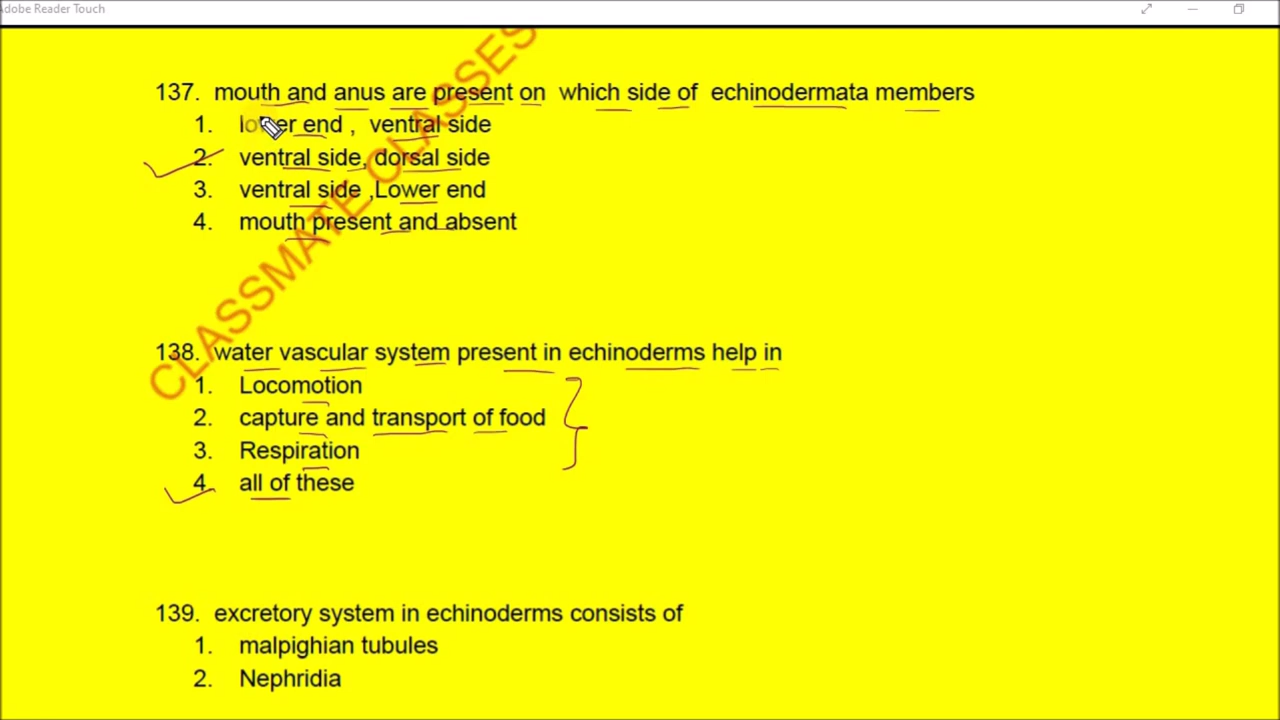 Adobe Reader Touch
137. mouth and anus are present on which side of echinodermata members
1. lower end , ventral side
2. ventral side, dorsal side
3. ventral side ,Lower end
4. mouth present and absent
CLASSMATE CLASSES
138. water vascular system present in echinoderms help in
1. Locomotion
2. capture and transport of food
3. Respiration
4. all of these
139. excretory system in echinoderms consists of
1. malpighian tubules
2. Nephridia